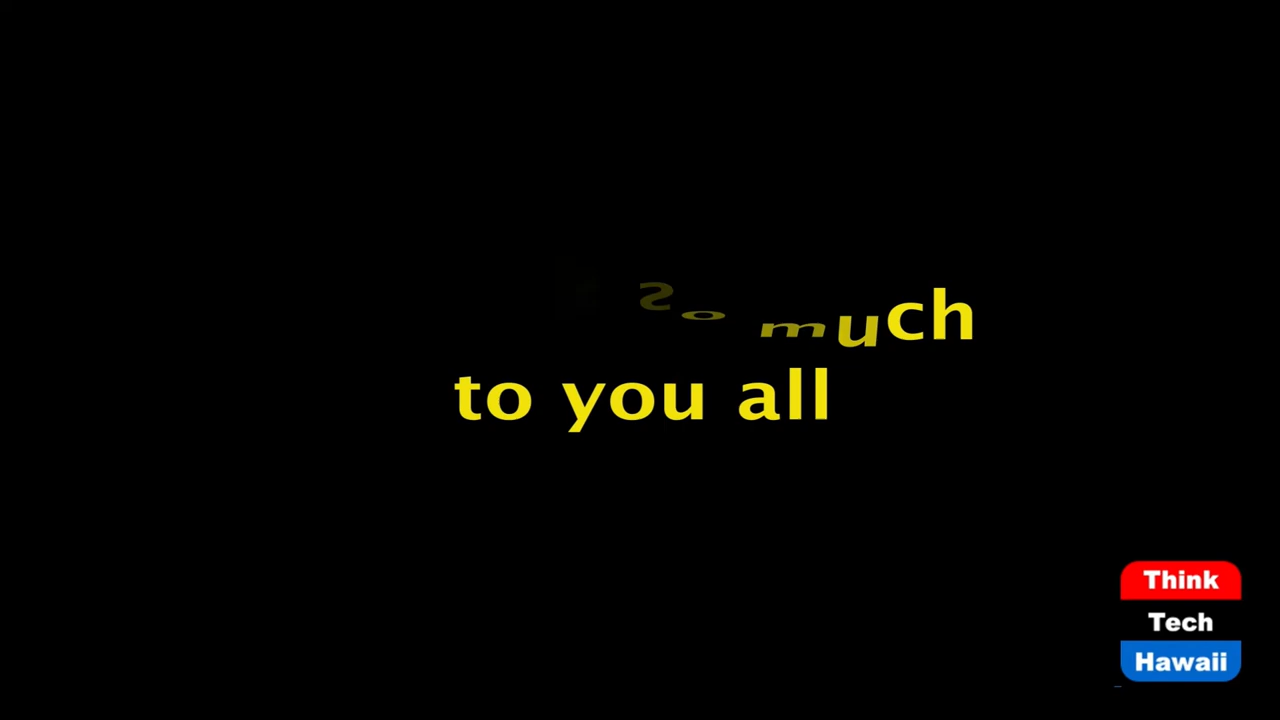 so much
to you all
Think
Tech
Hawaii